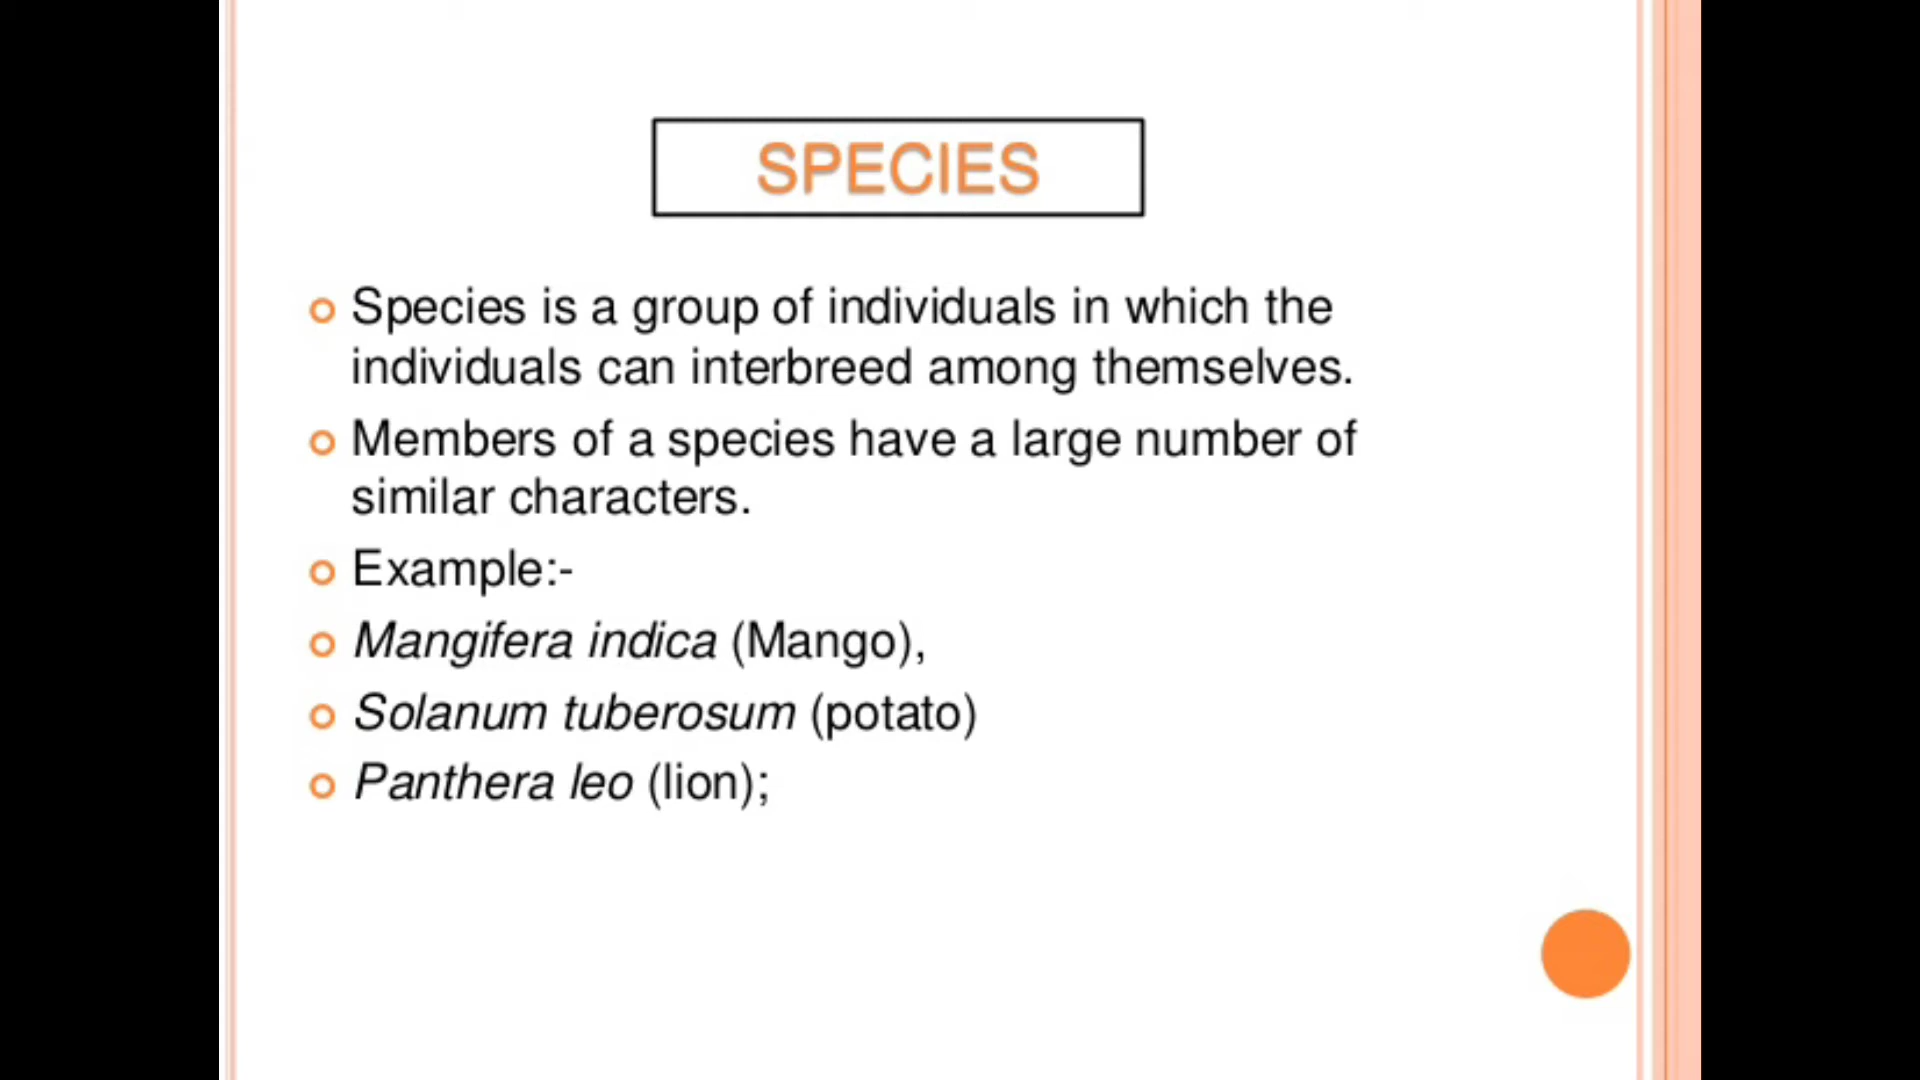 SPECIES
Species is a group of individuals in which the
individuals can interbreed among themselves.
Members of a species have a large number of
similar characters.
Example:-
Mangifera indica (Mango),
Solanum tuberosum (potato)
Panthera leo (lion);